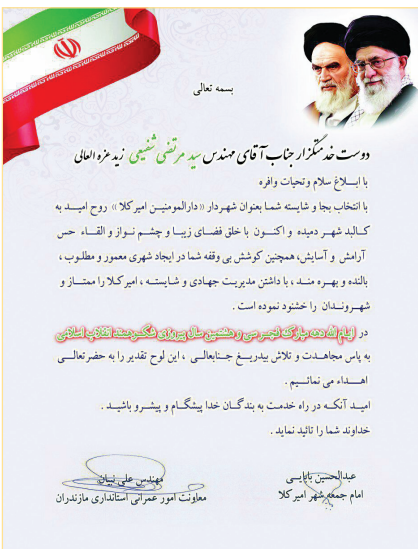 بسمه تعالی
دوست خدمتگزار جناب آقای مهندس سید مرتضی شفیعی زید عزه العالی
با ابلاغ سلام وتحیات وافره
با انتخاب بجا و شایسته شما بعنوان شهردار «دارالمومنین امیرکلا» روح امید به
کالبد شهر دمیده و اکنون با خلق فضای زیبا و چشم نواز و القاء حس
آرامش و آسایش، همچنین کوشش بی وقفه شما در ایجاد شهری معمور و مطلوب ،
بالنده و بهره مند ، با داشتن مدیریت جهادی و شایسته ، امیرکلا را ممتاز و
شهروندان را خشنود نموده است .
در ایام الله دهه مبارکه فجر سی و هفتمین سال پیروزی شکوهمند انقلاب اسلامی
به پاس مجاهدت و تلاش بیدریغ جنابعالی ، این لوح تقدیر را به حضرتعالی
اهداء می نمائیم .
امید آنکه در راه خدمت به بندگان خدا پیشگام و پیشرو باشید .
خداوند شما را تائید نماید .
عبدالحسین بابایی
امام جمعه شهر امیرکلا
مهندس علی نبیان
معاونت امور عمرانی استانداری مازندران